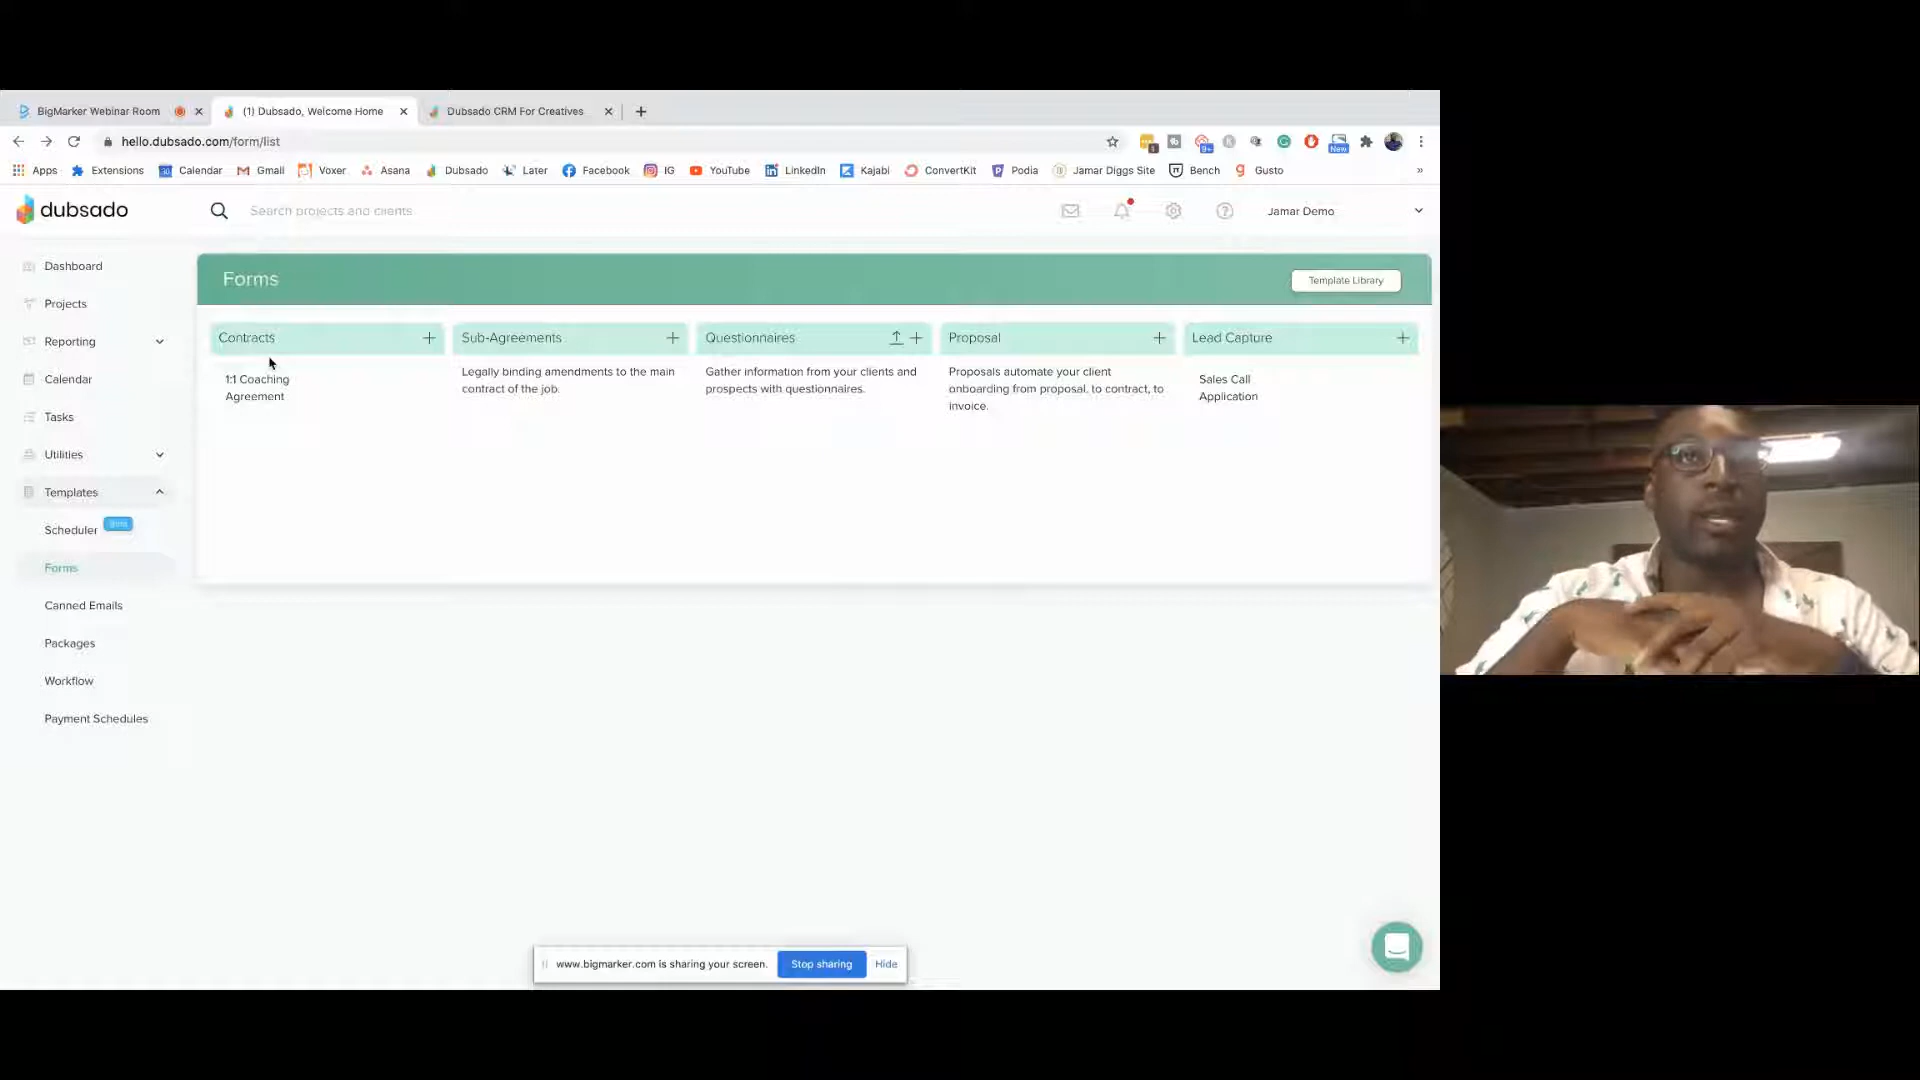 BigMarker Webinar Room
(1) Dubsado, Welcome Home
Dubsado CRM For Creatives
hello.dubsado.com/form/list
New
Apps
Extensions
Calendar
Gmail
Voxer
Asana
Dubsado
Later
Facebook
IG
YouTube
LinkedIn
Kajabi
ConvertKit
Podia
Jamar Diggs Site
Bench
Gusto
»
dubsado
Search projects and clients
Jamar Demo
Dashboard
Projects
Reporting
Calendar
Tasks
Utilities
Templates
Scheduler
Beta
Forms
Canned Emails
Packages
Workflow
Payment Schedules
Forms
Template Library
Contracts
1:1 Coaching
Agreement
Sub-Agreements
Legally binding amendments to the main
contract of the job.
Questionnaires
Gather information from your clients and
prospects with questionnaires.
Proposal
Proposals automate your client
onboarding from proposal, to contract, to
invoice.
Lead Capture
Sales Call
Application
www.bigmarker.com is sharing your screen.
Stop sharing
Hide